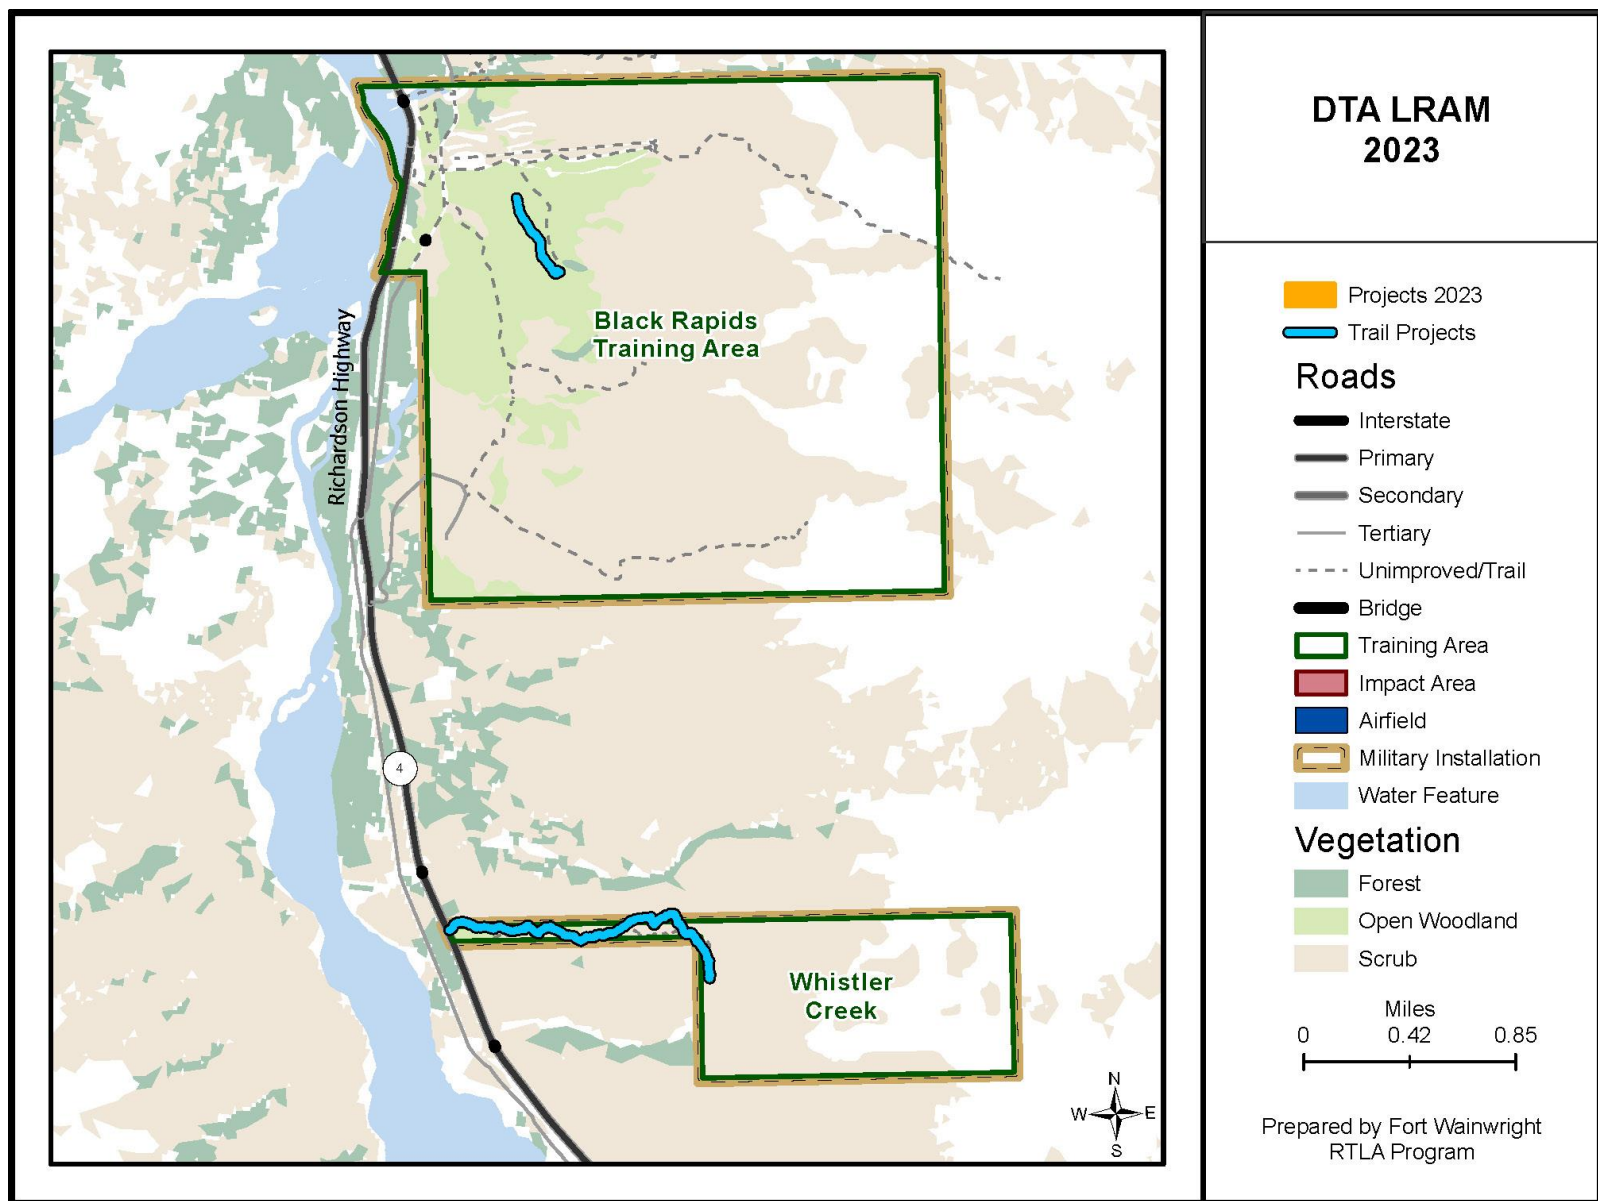 DTA LRAM
2023
Projects 2023
Trail Projects
Roads
Interstate
Primary
Secondary
Tertiary
Unimproved/Trail
Bridge
Training Area
Impact Area
Airfield
Military Installation
Water Feature
Vegetation
Forest
Open Woodland
Scrub
Miles
0 0.42 0.85
Prepared by Fort Wainwright
RTLA Program
Black Rapids
Training Area
Richardson Highway
4
Whistler
Creek
N
W E
S